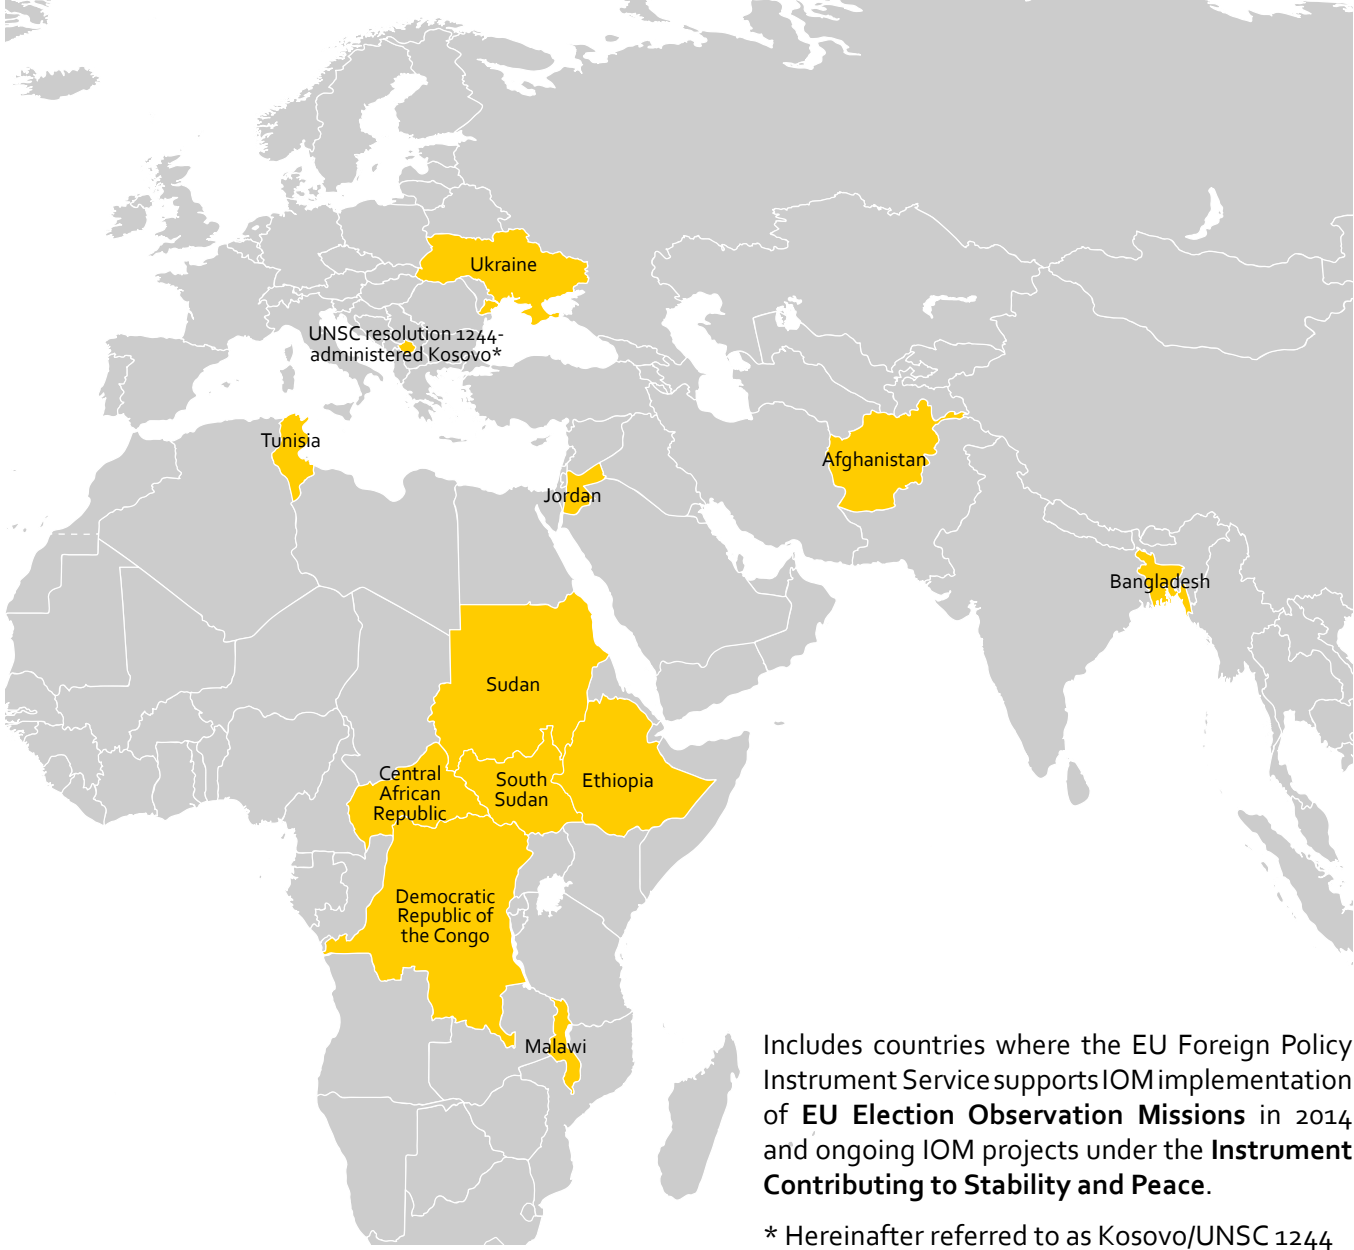 Ukraine
UNSC resolution 1244-
administered Kosovo*
Tunisia
Afghanistan
Jordan
Bangladesh
Sudan
Central
African
Republic
South
Sudan
Ethiopia
Democratic
Republic of
the Congo
Malawi
Includes countries where the EU Foreign Policy
Instrument Service supports IOM implementation
of EU Election Observation Missions in 2014
and ongoing IOM projects under the Instrument
Contributing to Stability and Peace.
* Hereinafter referred to as Kosovo/UNSC 1244